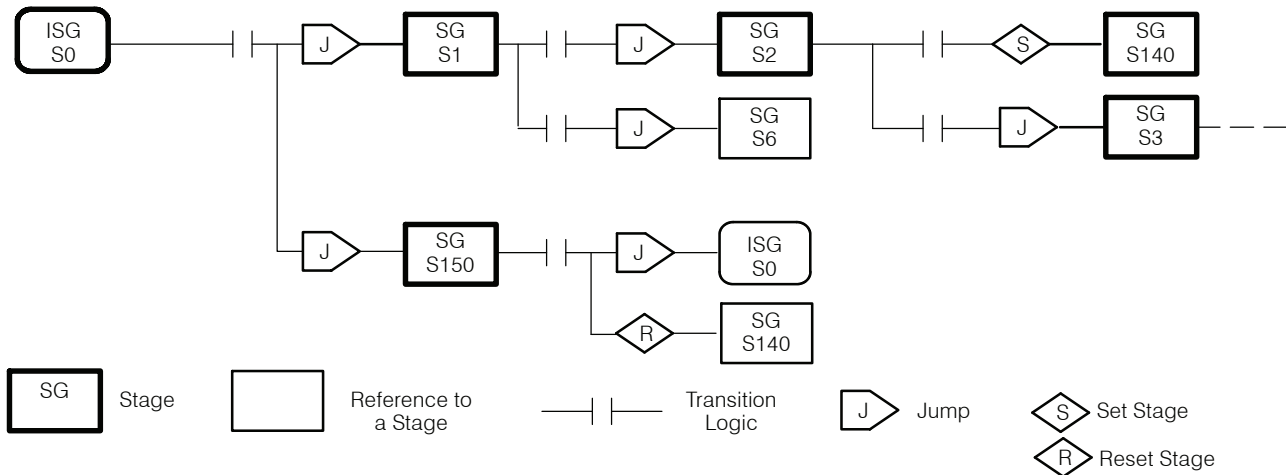 ISG
S0
J
SG
S1
J
SG
S2
S
SG
S140
J
SG
S6
J
SG
S3
J
SG
S150
J
ISG
S0
R
SG
S140
SG
Stage
Reference to
a Stage
Transition
Logic
J
Jump
S
Set Stage
R
Reset Stage